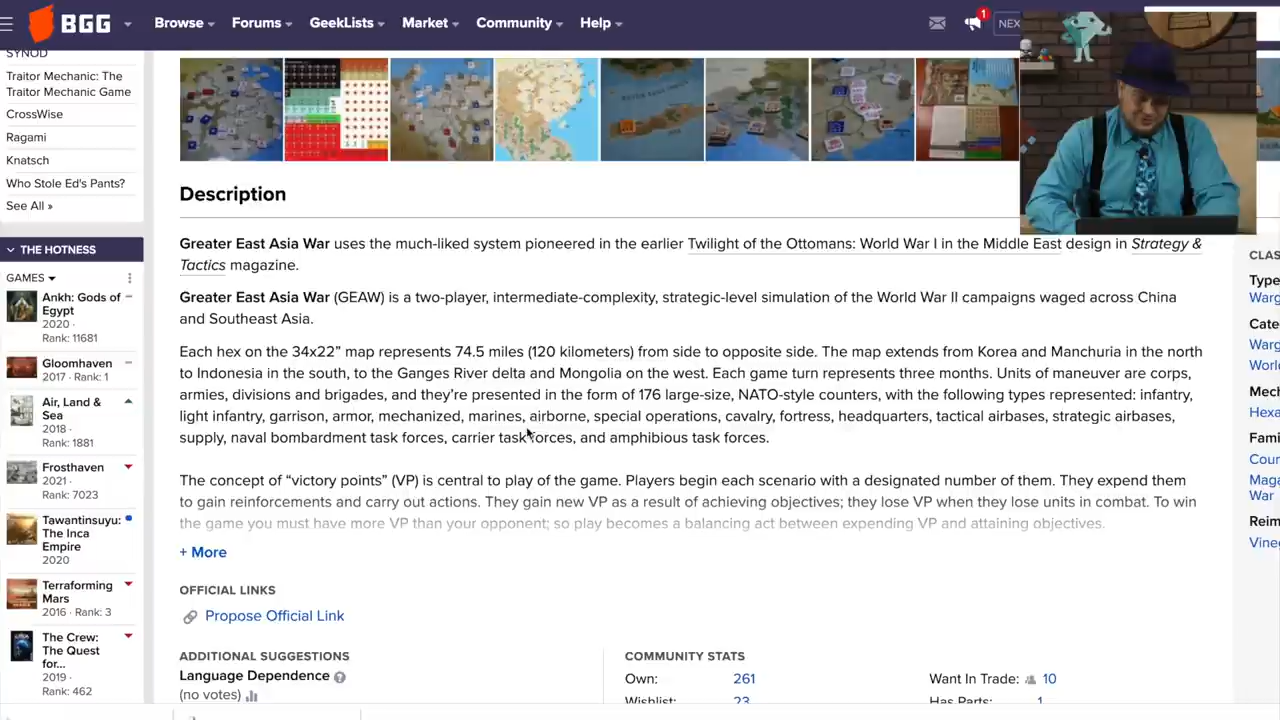 BGG
Browse
Forums
GeekLists
Market
Community
Help
1
NEX
SYNOD
Traitor Mechanic: The
Traitor Mechanic Game
CrossWise
Ragami
Knatsch
Who Stole Ed's Pants?
See All »
THE HOTNESS
GAMES
Ankh: Gods of
Egypt
2020 ·
Rank: 11681
Gloomhaven
2017 · Rank: 1
Air, Land &
Sea
2018 ·
Rank: 1881
Frosthaven
2021 ·
Rank: 7023
Tawantinsuyu:
The Inca
Empire
2020
Terraforming
Mars
2016 · Rank: 3
The Crew:
The Quest
for...
2019 ·
Rank: 462
Description
Greater East Asia War uses the much-liked system pioneered in the earlier Twilight of the Ottomans: World War I in the Middle East design in Strategy &
Tactics magazine.
Greater East Asia War (GEAW) is a two-player, intermediate-complexity, strategic-level simulation of the World War II campaigns waged across China
and Southeast Asia.
Each hex on the 34x22” map represents 74.5 miles (120 kilometers) from side to opposite side. The map extends from Korea and Manchuria in the north
to Indonesia in the south, to the Ganges River delta and Mongolia on the west. Each game turn represents three months. Units of maneuver are corps,
armies, divisions and brigades, and they’re presented in the form of 176 large-size, NATO-style counters, with the following types represented: infantry,
light infantry, garrison, armor, mechanized, marines, airborne, special operations, cavalry, fortress, headquarters, tactical airbases, strategic airbases,
supply, naval bombardment task forces, carrier task forces, and amphibious task forces.
The concept of “victory points” (VP) is central to play of the game. Players begin each scenario with a designated number of them. They expend them
to gain reinforcements and carry out actions. They gain new VP as a result of achieving objectives; they lose VP when they lose units in combat. To win
the game you must have more VP than your opponent; so play becomes a balancing act between expending VP and attaining objectives.
+ More
OFFICIAL LINKS
Propose Official Link
ADDITIONAL SUGGESTIONS
Language Dependence
(no votes)
COMMUNITY STATS
Own: 261
Want In Trade: 10
Wishlist: 23
Has Parts: 1
CLAS
Type
Warg
Cate
Warg
World
Mech
Hexa
Fami
Coun
Maga
War
Reim
Vine